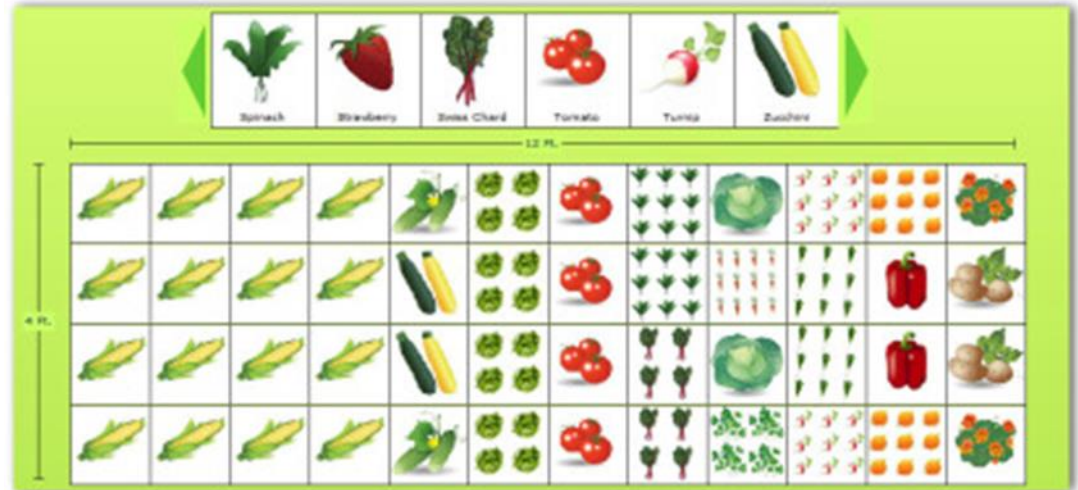 Spinach Strawberry Swiss Chard Tomato Turnip Zucchini
12 Ft.
4 Ft.